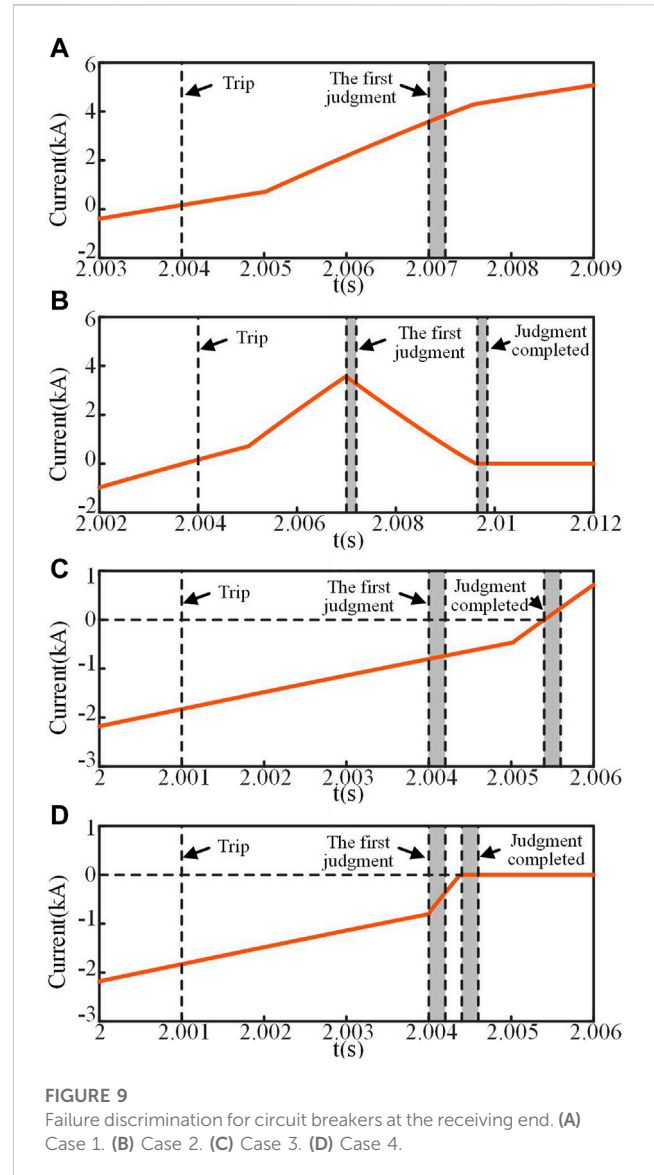 A
6
4
2
0
-2
Current(kA)
Trip
The first
judgment
2.003 2.004 2.005 2.006 2.007 2.008 2.009
t(s)
B
6
4
2
0
-2
Current(kA)
Trip
The first
judgment
Judgment
completed
2.002 2.004 2.006 2.008 2.01 2.012
t(s)
C
1
0
-1
-2
-3
Current(kA)
Trip
The first
judgment
Judgment
completed
2 2.001 2.002 2.003 2.004 2.005 2.006
t(s)
D
1
0
-1
-2
-3
Current(kA)
Trip
The first
judgment
Judgment
completed
2 2.001 2.002 2.003 2.004 2.005 2.006
t(s)
FIGURE 9
Failure discrimination for circuit breakers at the receiving end. (A)
Case 1. (B) Case 2. (C) Case 3. (D) Case 4.